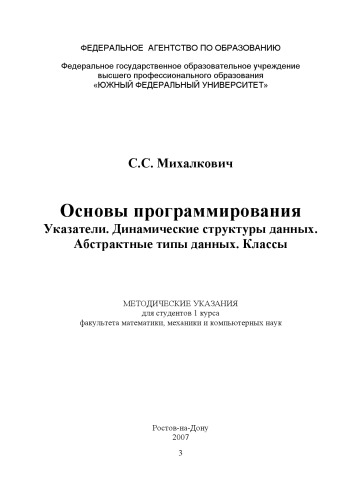 ФЕДЕРАЛЬНОЕ АГЕНТСТВО ПО ОБРАЗОВАНИЮ
Федеральное государственное образовательное учреждение
высшего профессионального образования
«ЮЖНЫЙ ФЕДЕРАЛЬНЫЙ УНИВЕРСИТЕТ»
С.С. Михалкович
Основы программирования
Указатели. Динамические структуры данных.
Абстрактные типы данных. Классы
МЕТОДИЧЕСКИЕ УКАЗАНИЯ
для студентов 1 курса
факультета математики, механики и компьютерных наук
Ростов-на-Дону
2007
3